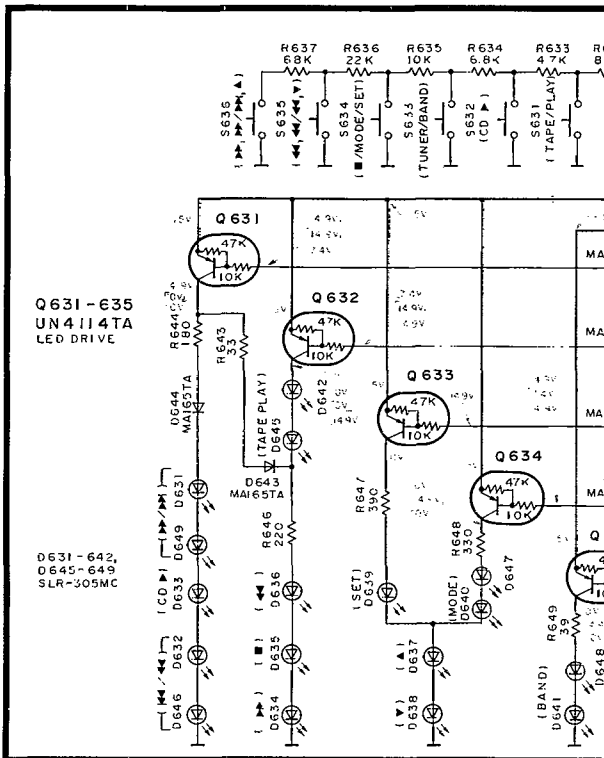 R637 R636 R635 R634 R633
68K 22K 10K 6.8K 4.7K
S636
(▶▶, ▶▶/▶▶|, ▲)
S635
(◀◀, |◀◀/◀◀, ▼)
S634
(■/MODE/SET)
S633
(TUNER/BAND)
S632
(CD ▶)
S631
(TAPE/PLAY)
Q631
47K
10K
Q631-635
UN4114TA
LED DRIVE
R644
180
R643
33
Q632
47K
10K
D642
Q633
47K
10K
D644
MA165TA
(TAPE PLAY)
D645
D643
MA165TA
Q634
47K
10K
R647
390
R646
220
R648
330
D647
D631-642,
D645-649
SLR-305MC
(▶▶/▶▶|)
D631
D649
(CD ▶)
D633
(|◀◀/◀◀)
D632
D646
(◀◀)
D636
(■)
D635
(▶▶)
D634
(SET)
D639
(MODE)
D640
(▲)
D637
(▼)
D638
R649
39
D648
(BAND)
D641
MA
MA
MA
MA